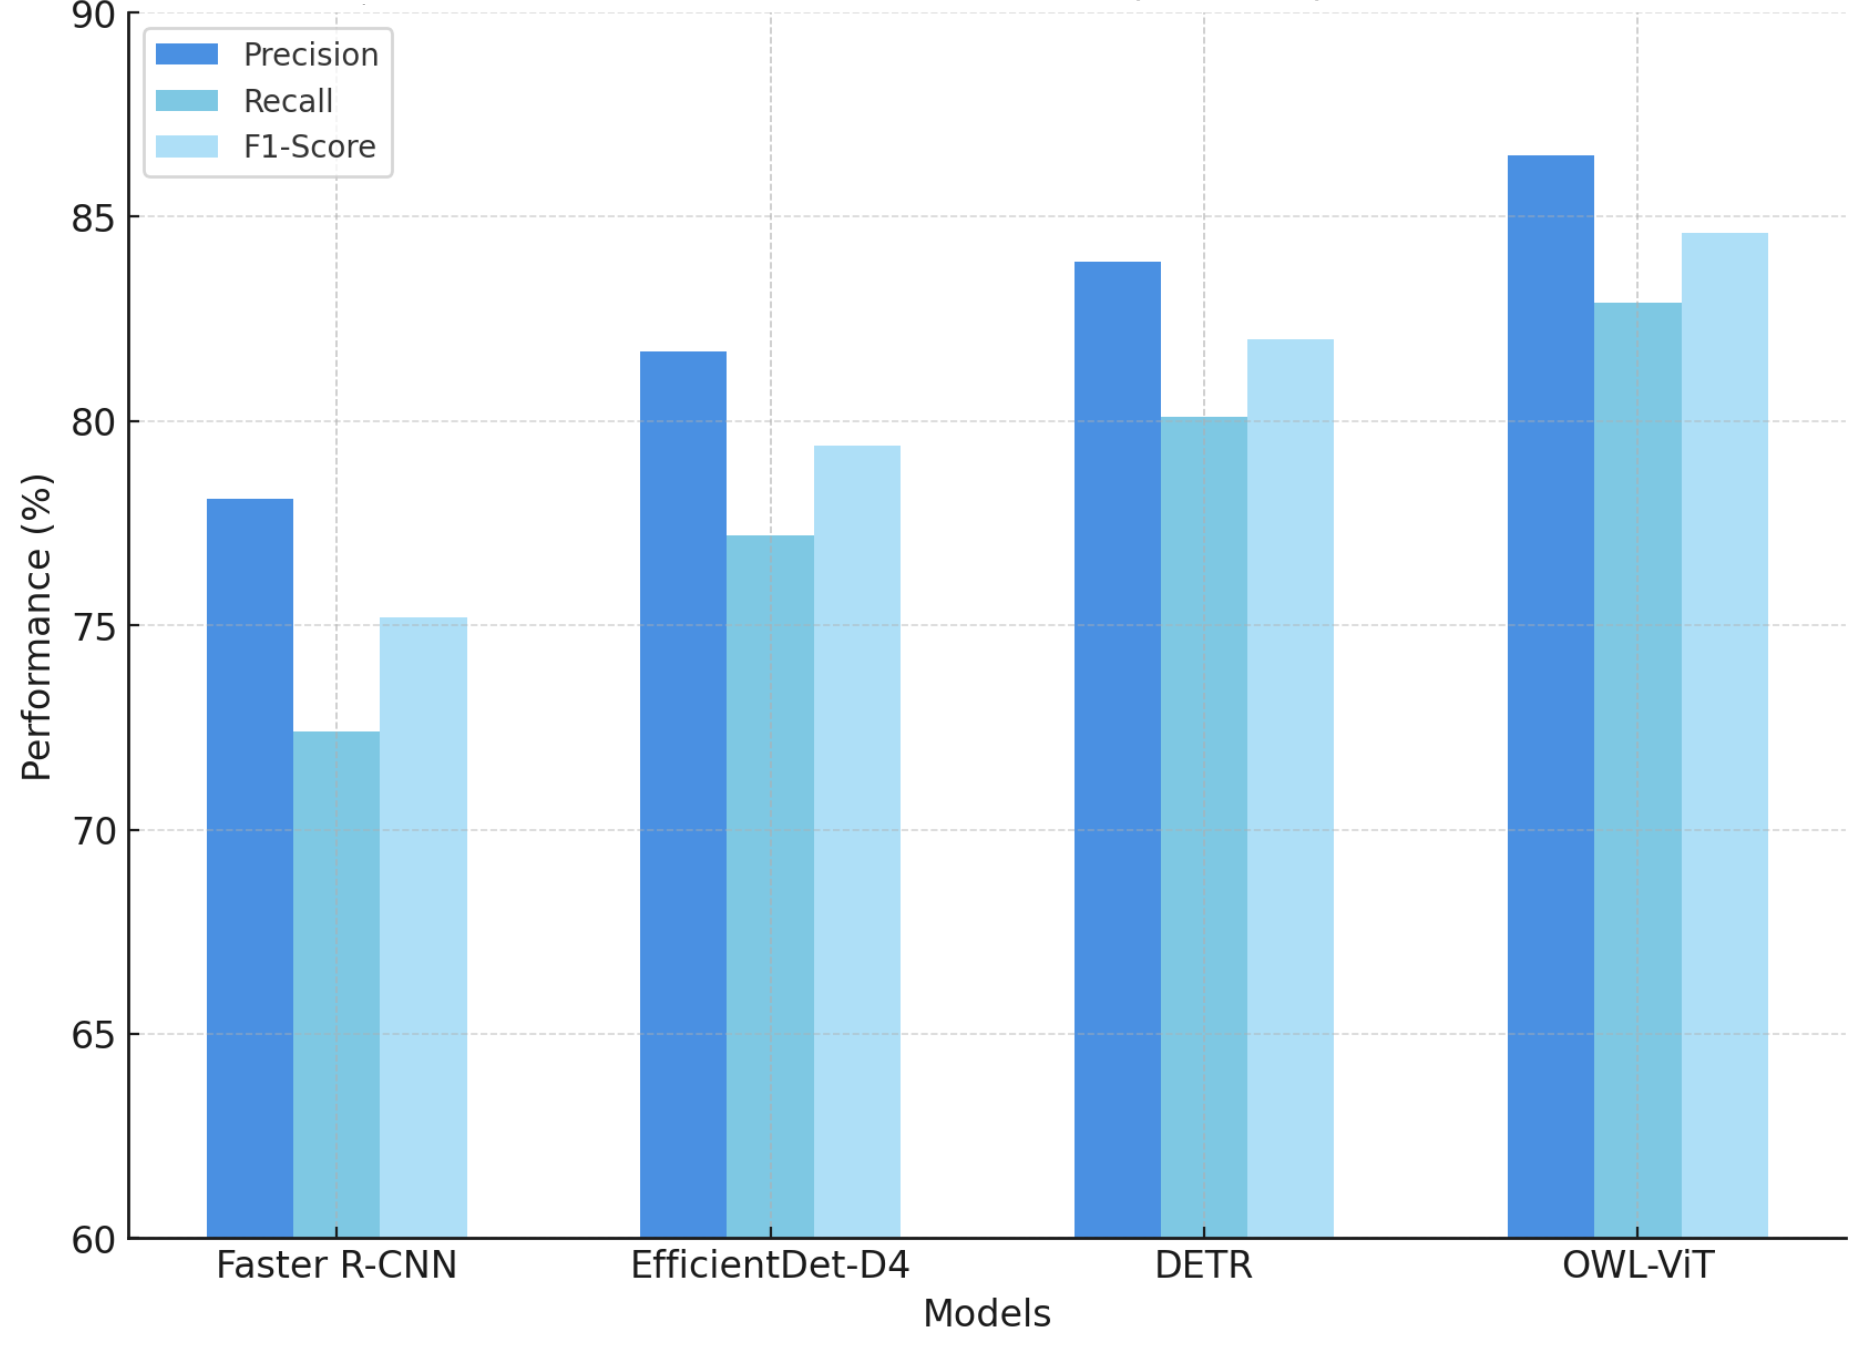 90
Precision
Recall
F1-Score
85
80
75
70
65
60
Performance (%)
Faster R-CNN EfficientDet-D4 DETR OWL-ViT
Models